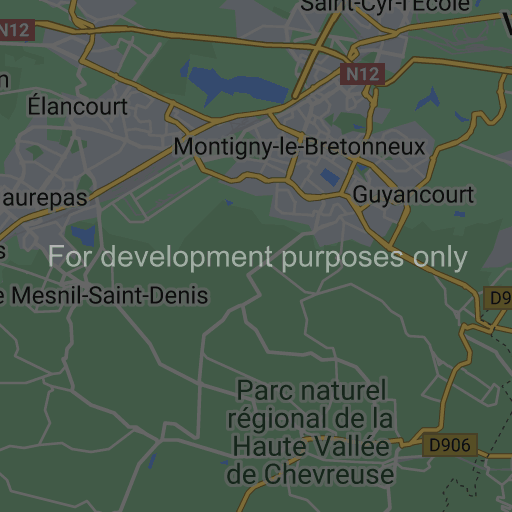 Saint-Cyr-l'École
N12
V
N12
n
Élancourt
Montigny-le-Bretonneux
aurepas
Guyancourt
s
For development purposes only
e Mesnil-Saint-Denis
D9
Parc naturel
régional de la
Haute Vallée
de Chevreuse
D906